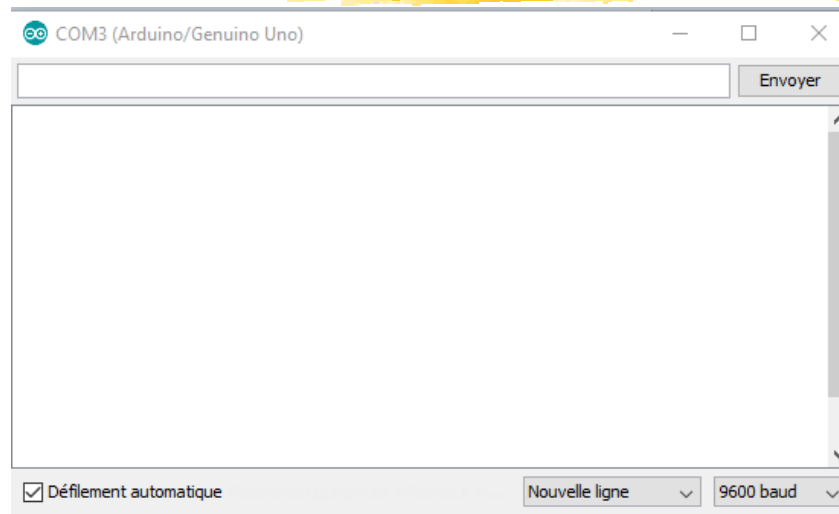 COM3 (Arduino/Genuino Uno)
Envoyer
Défilement automatique
Nouvelle ligne
9600 baud